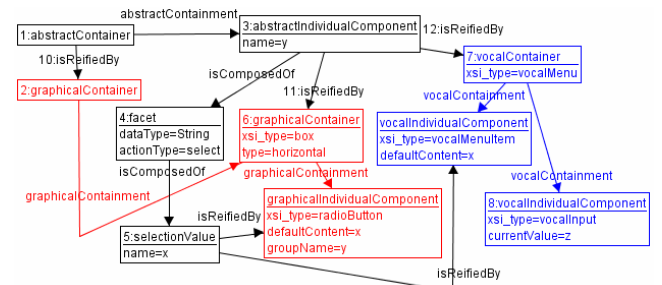 abstractContainment
1:abstractContainer
3:abstractIndividualComponent
name=y
12:isReifiedBy
10:isReifiedBy
7:vocalContainer
xsi_type=vocalMenu
isComposedOf
2:graphicalContainer
11:isReifiedBy
vocalContainment
4:facet
dataType=String
actionType=select
6:graphicalContainer
xsi_type=box
type=horizontal
vocalIndividualComponent
xsi_type=vocalMenuItem
defaultContent=x
isComposedOf
graphicalContainment
vocalContainment
graphicalContainment
graphicalIndividualComponent
xsi_type=radioButton
defaultContent=x
groupName=y
8:vocalIndividualComponent
xsi_type=vocalInput
currentValue=z
isReifiedBy
5:selectionValue
name=x
isReifiedBy